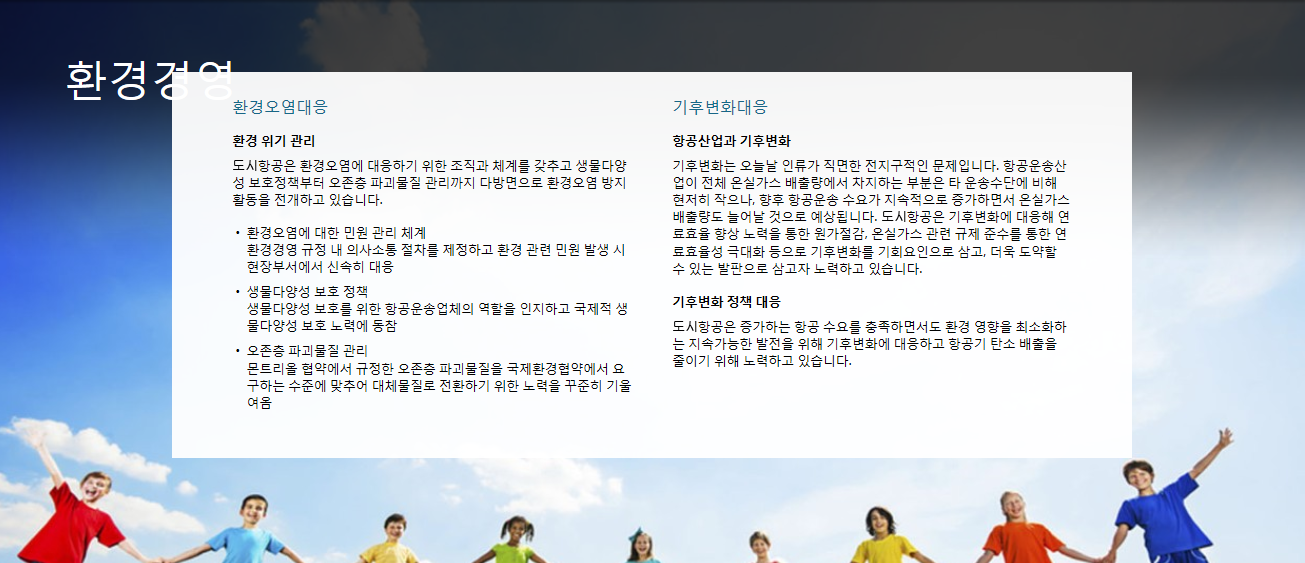 환경경영
환경오염대응
환경 위기 관리
도시항공은 환경오염에 대응하기 위한 조직과 체계를 갖추고 생물다양
성 보호정책부터 오존층 파괴물질 관리까지 다방면으로 환경오염 방지
활동을 전개하고 있습니다.
• 환경오염에 대한 민원 관리 체계
환경경영 규정 내 의사소통 절차를 제정하고 환경 관련 민원 발생 시
현장부서에서 신속히 대응
• 생물다양성 보호 정책
생물다양성 보호를 위한 항공운송업체의 역할을 인지하고 국제적 생
물다양성 보호 노력에 동참
• 오존층 파괴물질 관리
몬트리올 협약에서 규정한 오존층 파괴물질을 국제환경협약에서 요
구하는 수준에 맞추어 대체물질로 전환하기 위한 노력을 꾸준히 기울
여옴
기후변화대응
항공산업과 기후변화
기후변화는 오늘날 인류가 직면한 전지구적인 문제입니다. 항공운송산
업이 전체 온실가스 배출량에서 차지하는 부분은 타 운송수단에 비해
현저히 작으나, 향후 항공운송 수요가 지속적으로 증가하면서 온실가스
배출량도 늘어날 것으로 예상됩니다. 도시항공은 기후변화에 대응해 연
료효율 향상 노력을 통한 원가절감, 온실가스 관련 규제 준수를 통한 연
료효율성 극대화 등으로 기후변화를 기회요인으로 삼고, 더욱 도약할
수 있는 발판으로 삼고자 노력하고 있습니다.
기후변화 정책 대응
도시항공은 증가하는 항공 수요를 충족하면서도 환경 영향을 최소화하
는 지속가능한 발전을 위해 기후변화에 대응하고 항공기 탄소 배출을
줄이기 위해 노력하고 있습니다.